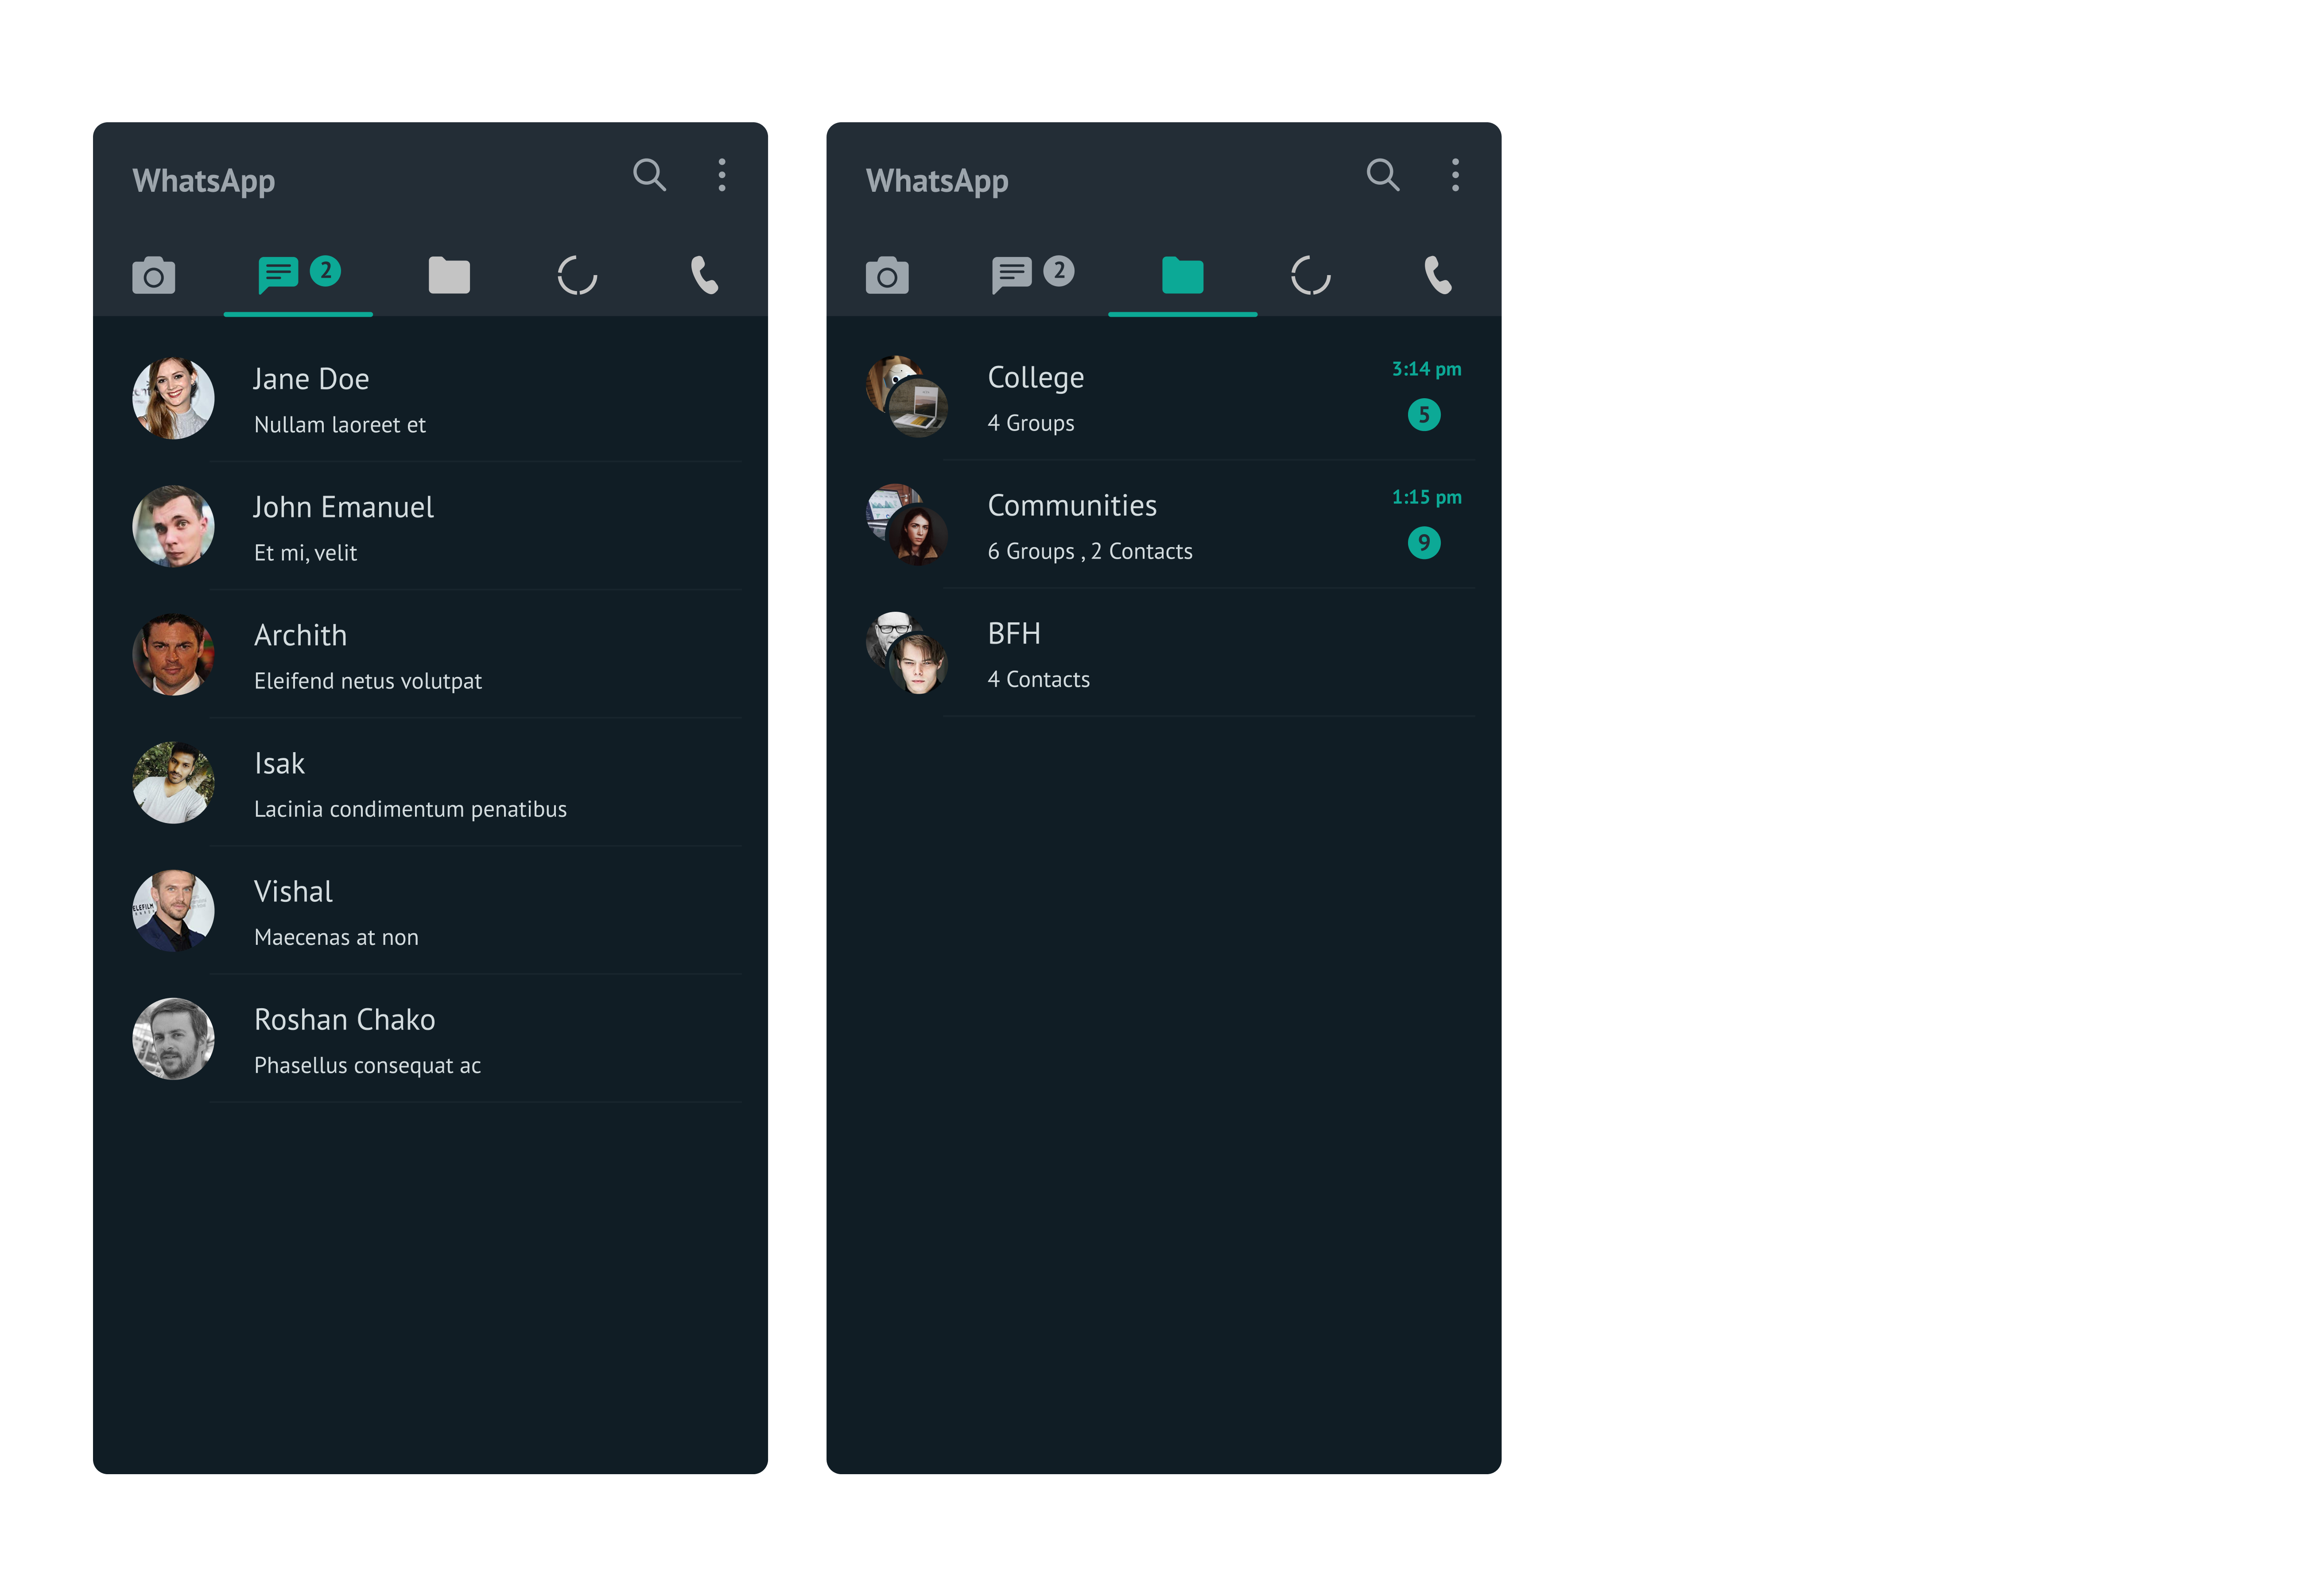 WhatsApp
2
Jane Doe
Nullam laoreet et
John Emanuel
Et mi, velit
Archith
Eleifend netus volutpat
Isak
Lacinia condimentum penatibus
Vishal
Maecenas at non
Roshan Chako
Phasellus consequat ac
WhatsApp
2
College
3:14 pm
4 Groups
5
Communities
1:15 pm
6 Groups , 2 Contacts
9
BFH
4 Contacts